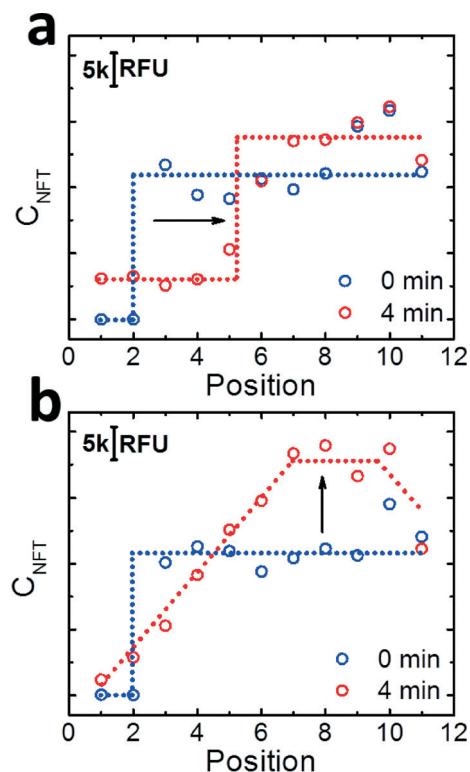 a
5k RFU
C_NFT
0 min
4 min
0 2 4 6 8 10 12
Position
b
5k RFU
C_NFT
0 min
4 min
0 2 4 6 8 10 12
Position